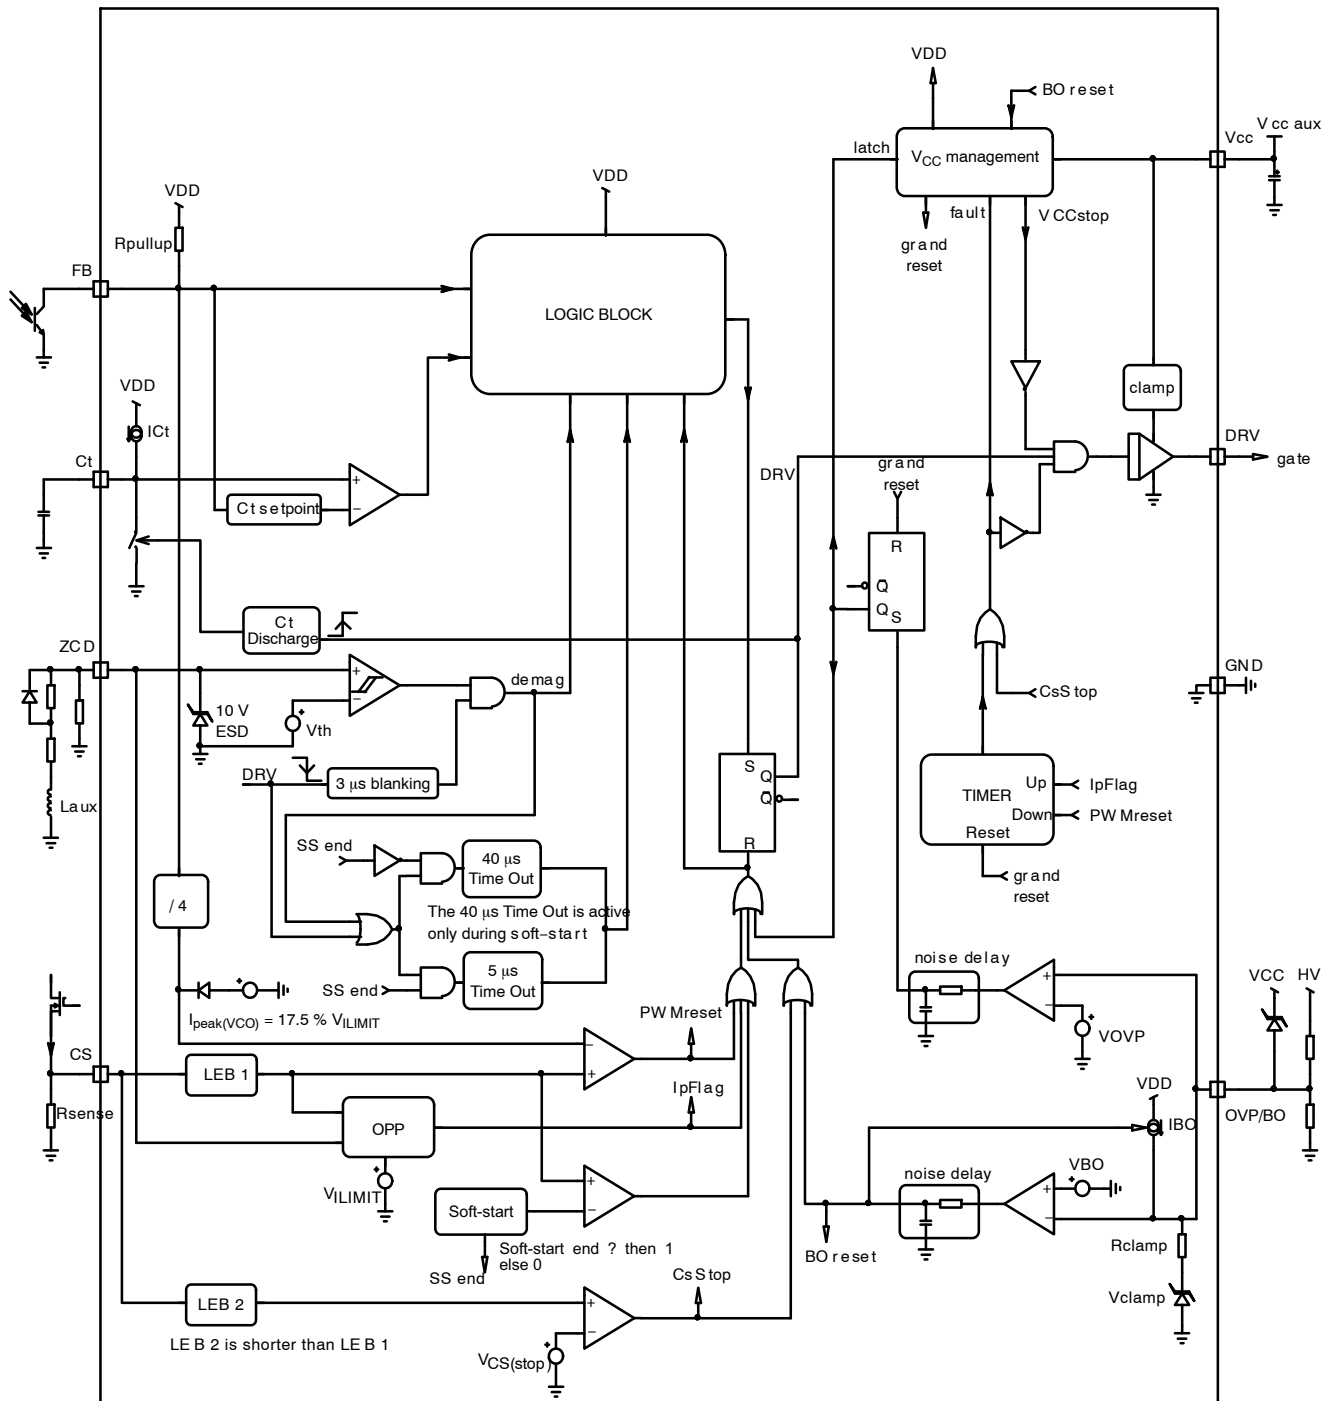 VDD
BO reset
Vcc
Vcc aux
latch
VCC management
VDD
VDD
fault
VCCstop
grand
reset
Rpullup
FB
LOGIC BLOCK
VDD
clamp
ICt
DRV
gate
Ct
DRV
grand
reset
+
−
Ct setpoint
R
Q
Q
S
Ct
Discharge
ZCD
GND
CsStop
demag
+
−
10 V
ESD
Vth
DRV
3 μs blanking
S
Q
Q
R
Up
IpFlag
TIMER
Down
PWMreset
Reset
grand
reset
Laux
SS end
40 μs
Time Out
/ 4
The 40 μs Time Out is active
only during soft−start
5 μs
Time Out
SS end
noise delay
VCC
HV
+
−
VOVP
Ipeak(VCO) = 17.5 % VILIMIT
PWMreset
CS
LEB 1
−
+
IpFlag
VDD
IBO
OVP/BO
Rsense
OPP
VILIMIT
noise delay
VBO
+
−
+
−
Soft−start
Soft−start end ? then 1
else 0
SS end
BO reset
Rclamp
CsStop
Vclamp
LEB 2
+
−
LEB 2 is shorter than LEB 1
VCS(stop)